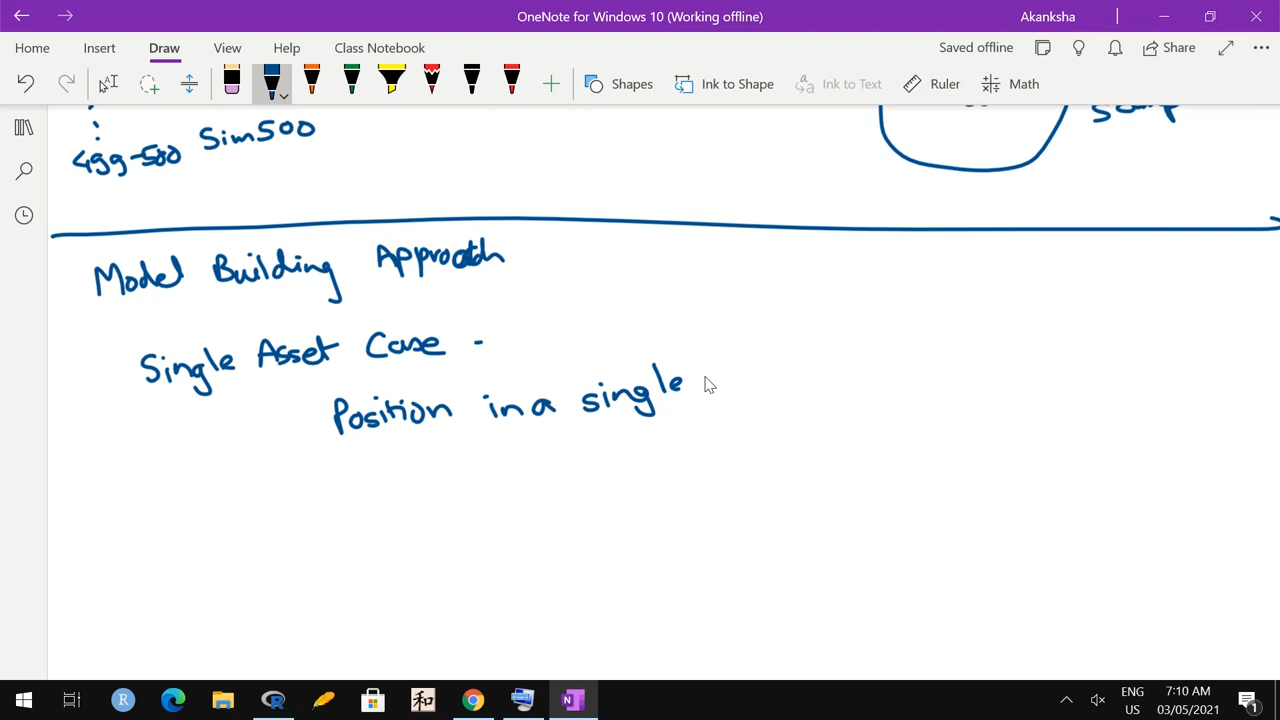 OneNote for Windows 10 (Working offline)
Akanksha
Home Insert Draw View Help Class Notebook
Saved offline Share
Shapes Ink to Shape Ink to Text Ruler Math
499-500 Sim500
Model Building Approach
Single Asset Case -
Position in a single
ENG 7:10 AM
US 03/05/2021
1